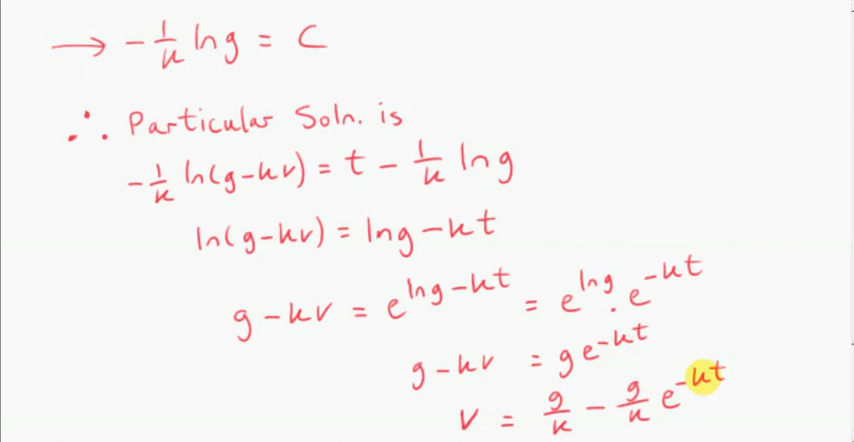 → -1/k ln g = C
∴ Particular Soln. is
-1/k ln(g-kv) = t - 1/k ln g
ln(g-kv) = ln g - kt
g-kv = e^(ln g - kt) = e^(ln g) . e^(-kt)
g-kv = ge^(-kt)
v = g/k - g/k e^(-kt)